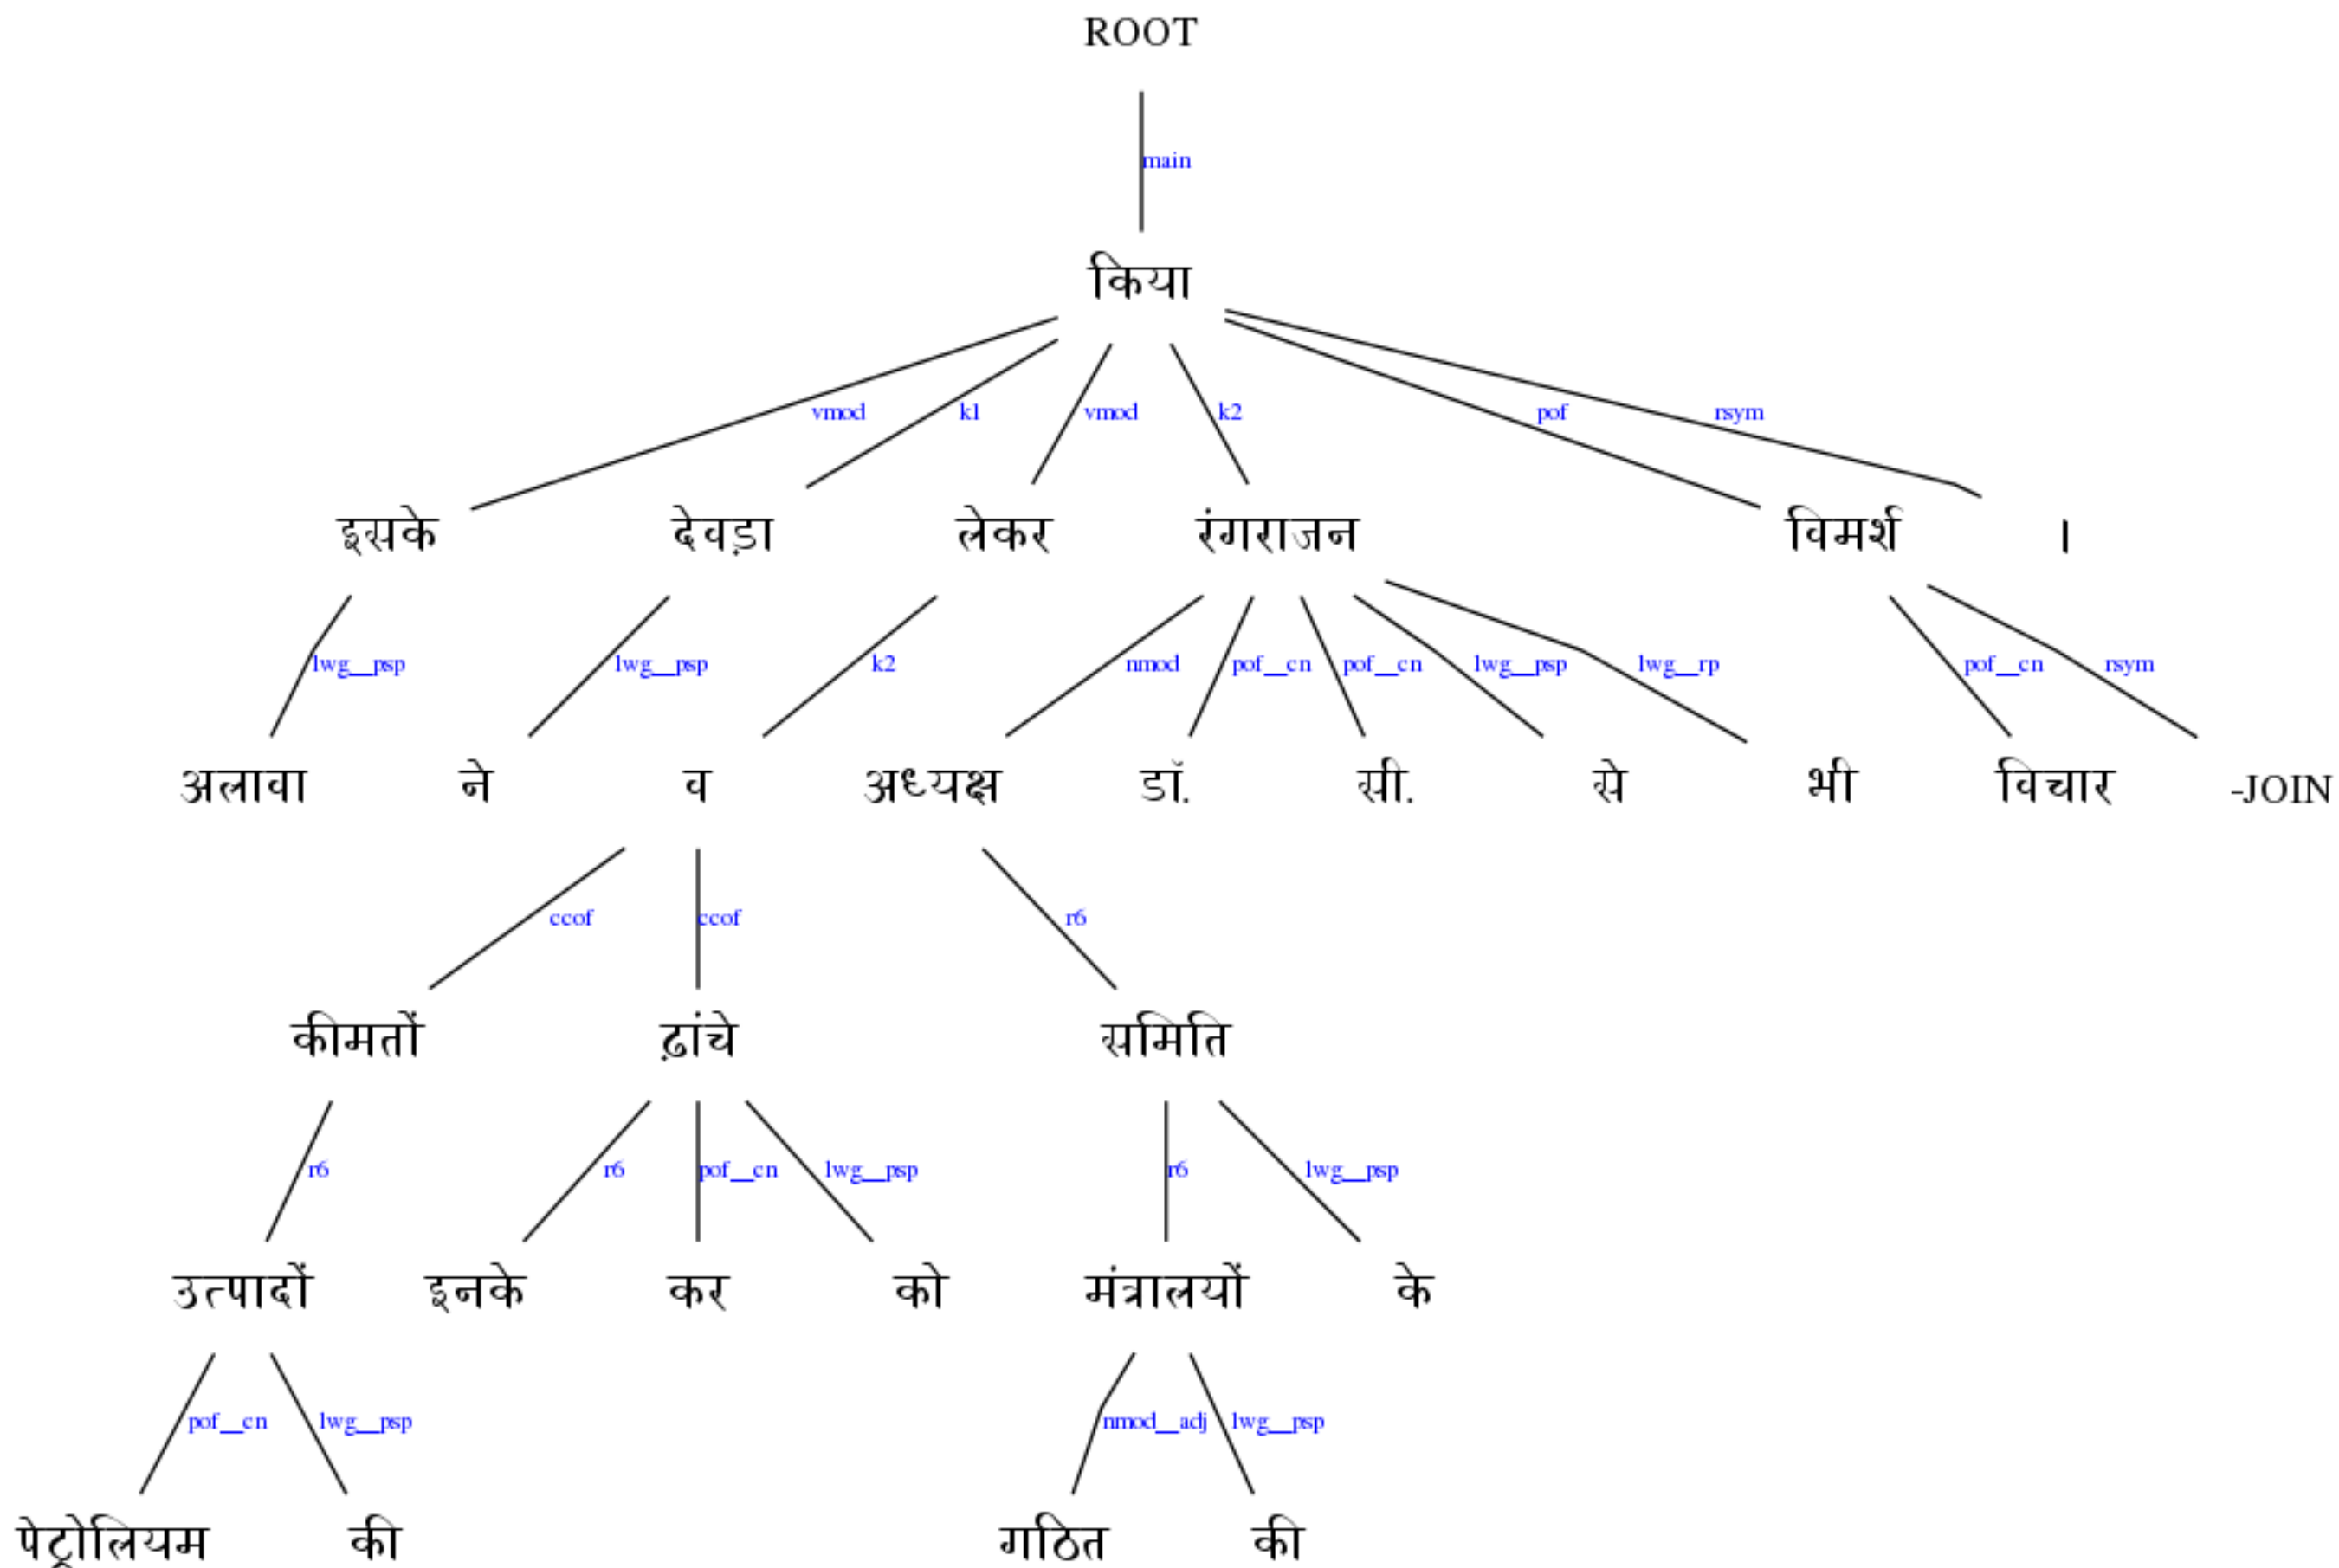 ROOT
main
किया
vmod k1 vmod k2 pof rsym
इसके देवड़ा लेकर रंगराजन विमर्श ।
lwg__psp lwg__psp k2 nmod pof__cn pof__cn lwg__psp lwg__rp pof__cn rsym
अलावा ने व अध्यक्ष डॉ. सी. से भी विचार -JOIN
ccof ccof r6
कीमतों ढ़ांचे समिति
r6 r6 pof__cn lwg__psp r6 lwg__psp
उत्पादों इनके कर को मंत्रालयों के
pof__cn lwg__psp nmod__adj lwg__psp
पेट्रोलियम की गठित की